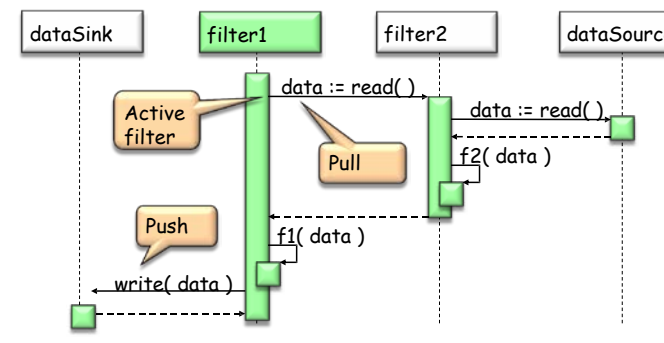 dataSink
filter1
filter2
dataSourc
data := read( )
data := read( )
Active
filter
Pull
f2( data )
Push
f1( data )
write( data )